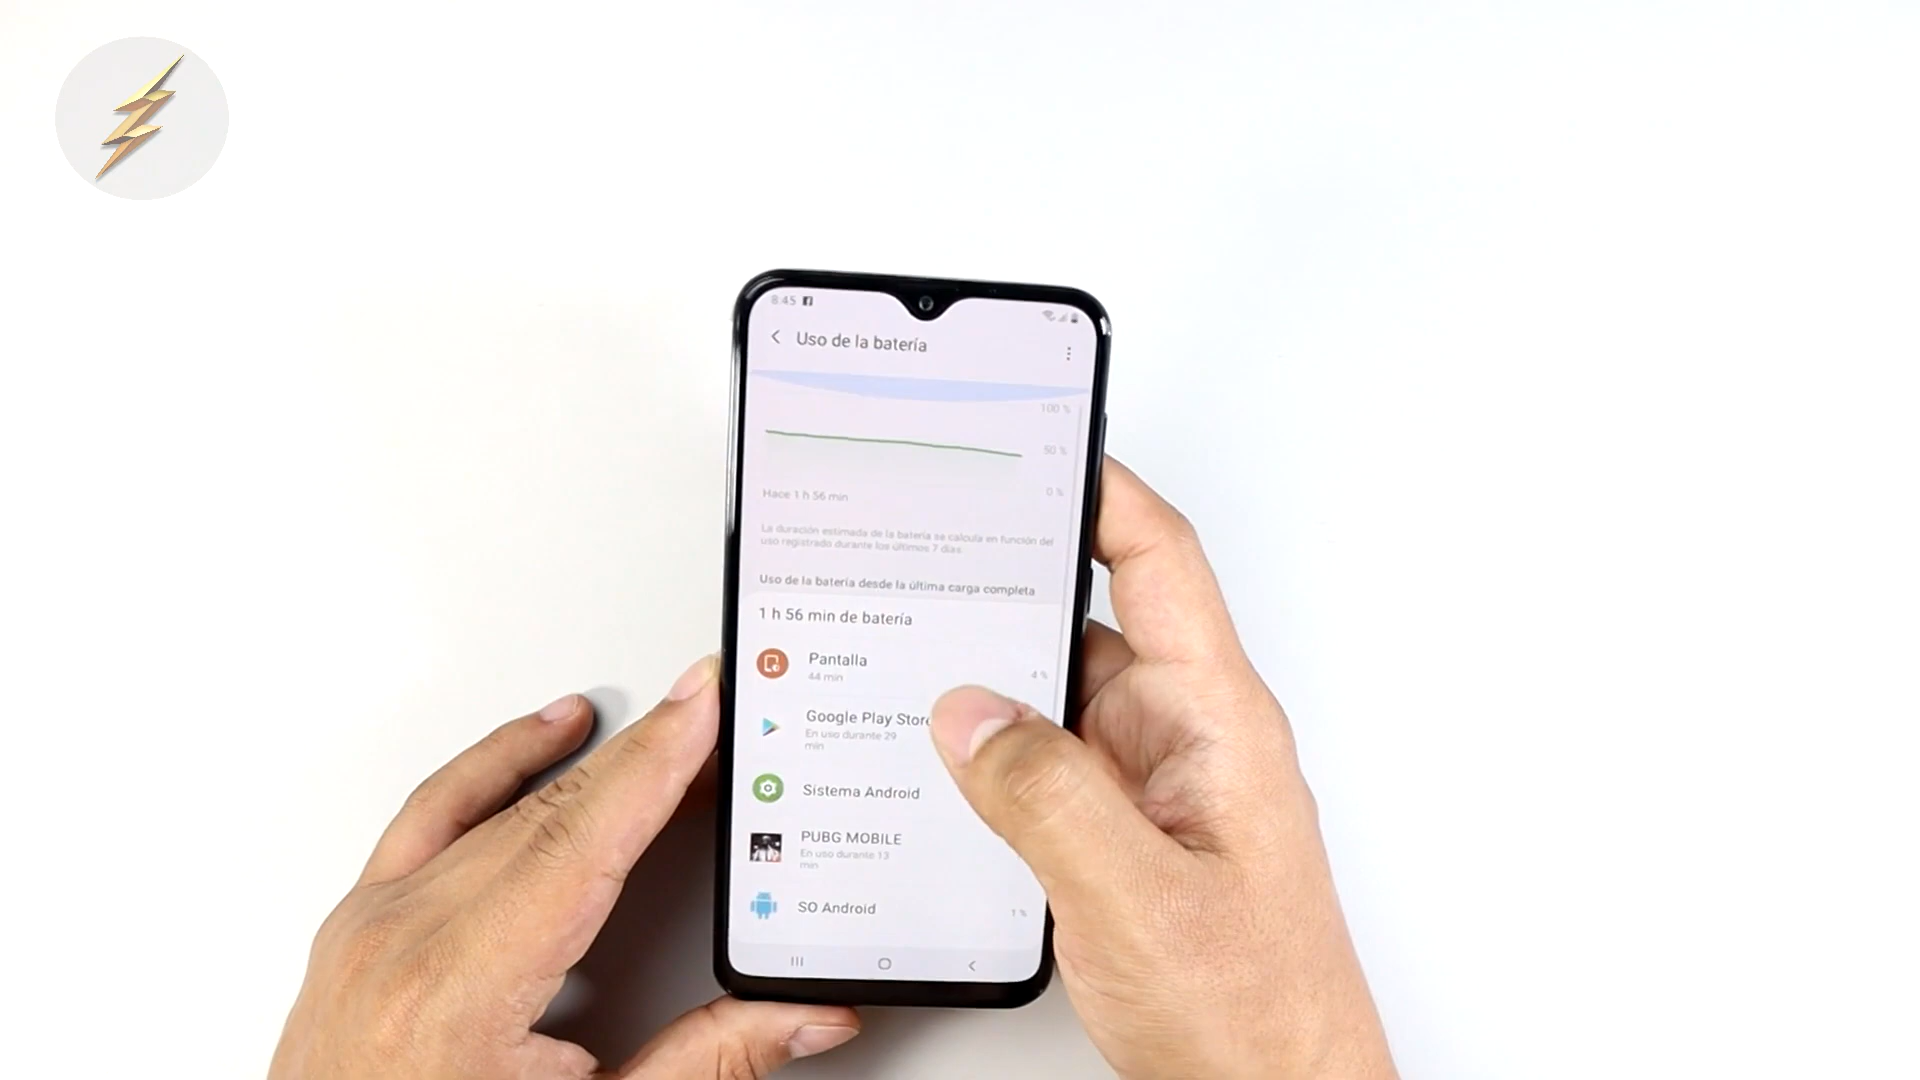 8:45
Uso de la batería
100 %
50 %
0 %
Hace 1 h 56 min
La duración estimada de la batería se calcula en función del
uso registrado durante los últimos 7 días
Uso de la batería desde la última carga completa
1 h 56 min de batería
Pantalla
44 min
4 %
Google Play Store
En uso durante 29
min
Sistema Android
PUBG MOBILE
En uso durante 13
min
SO Android
1 %